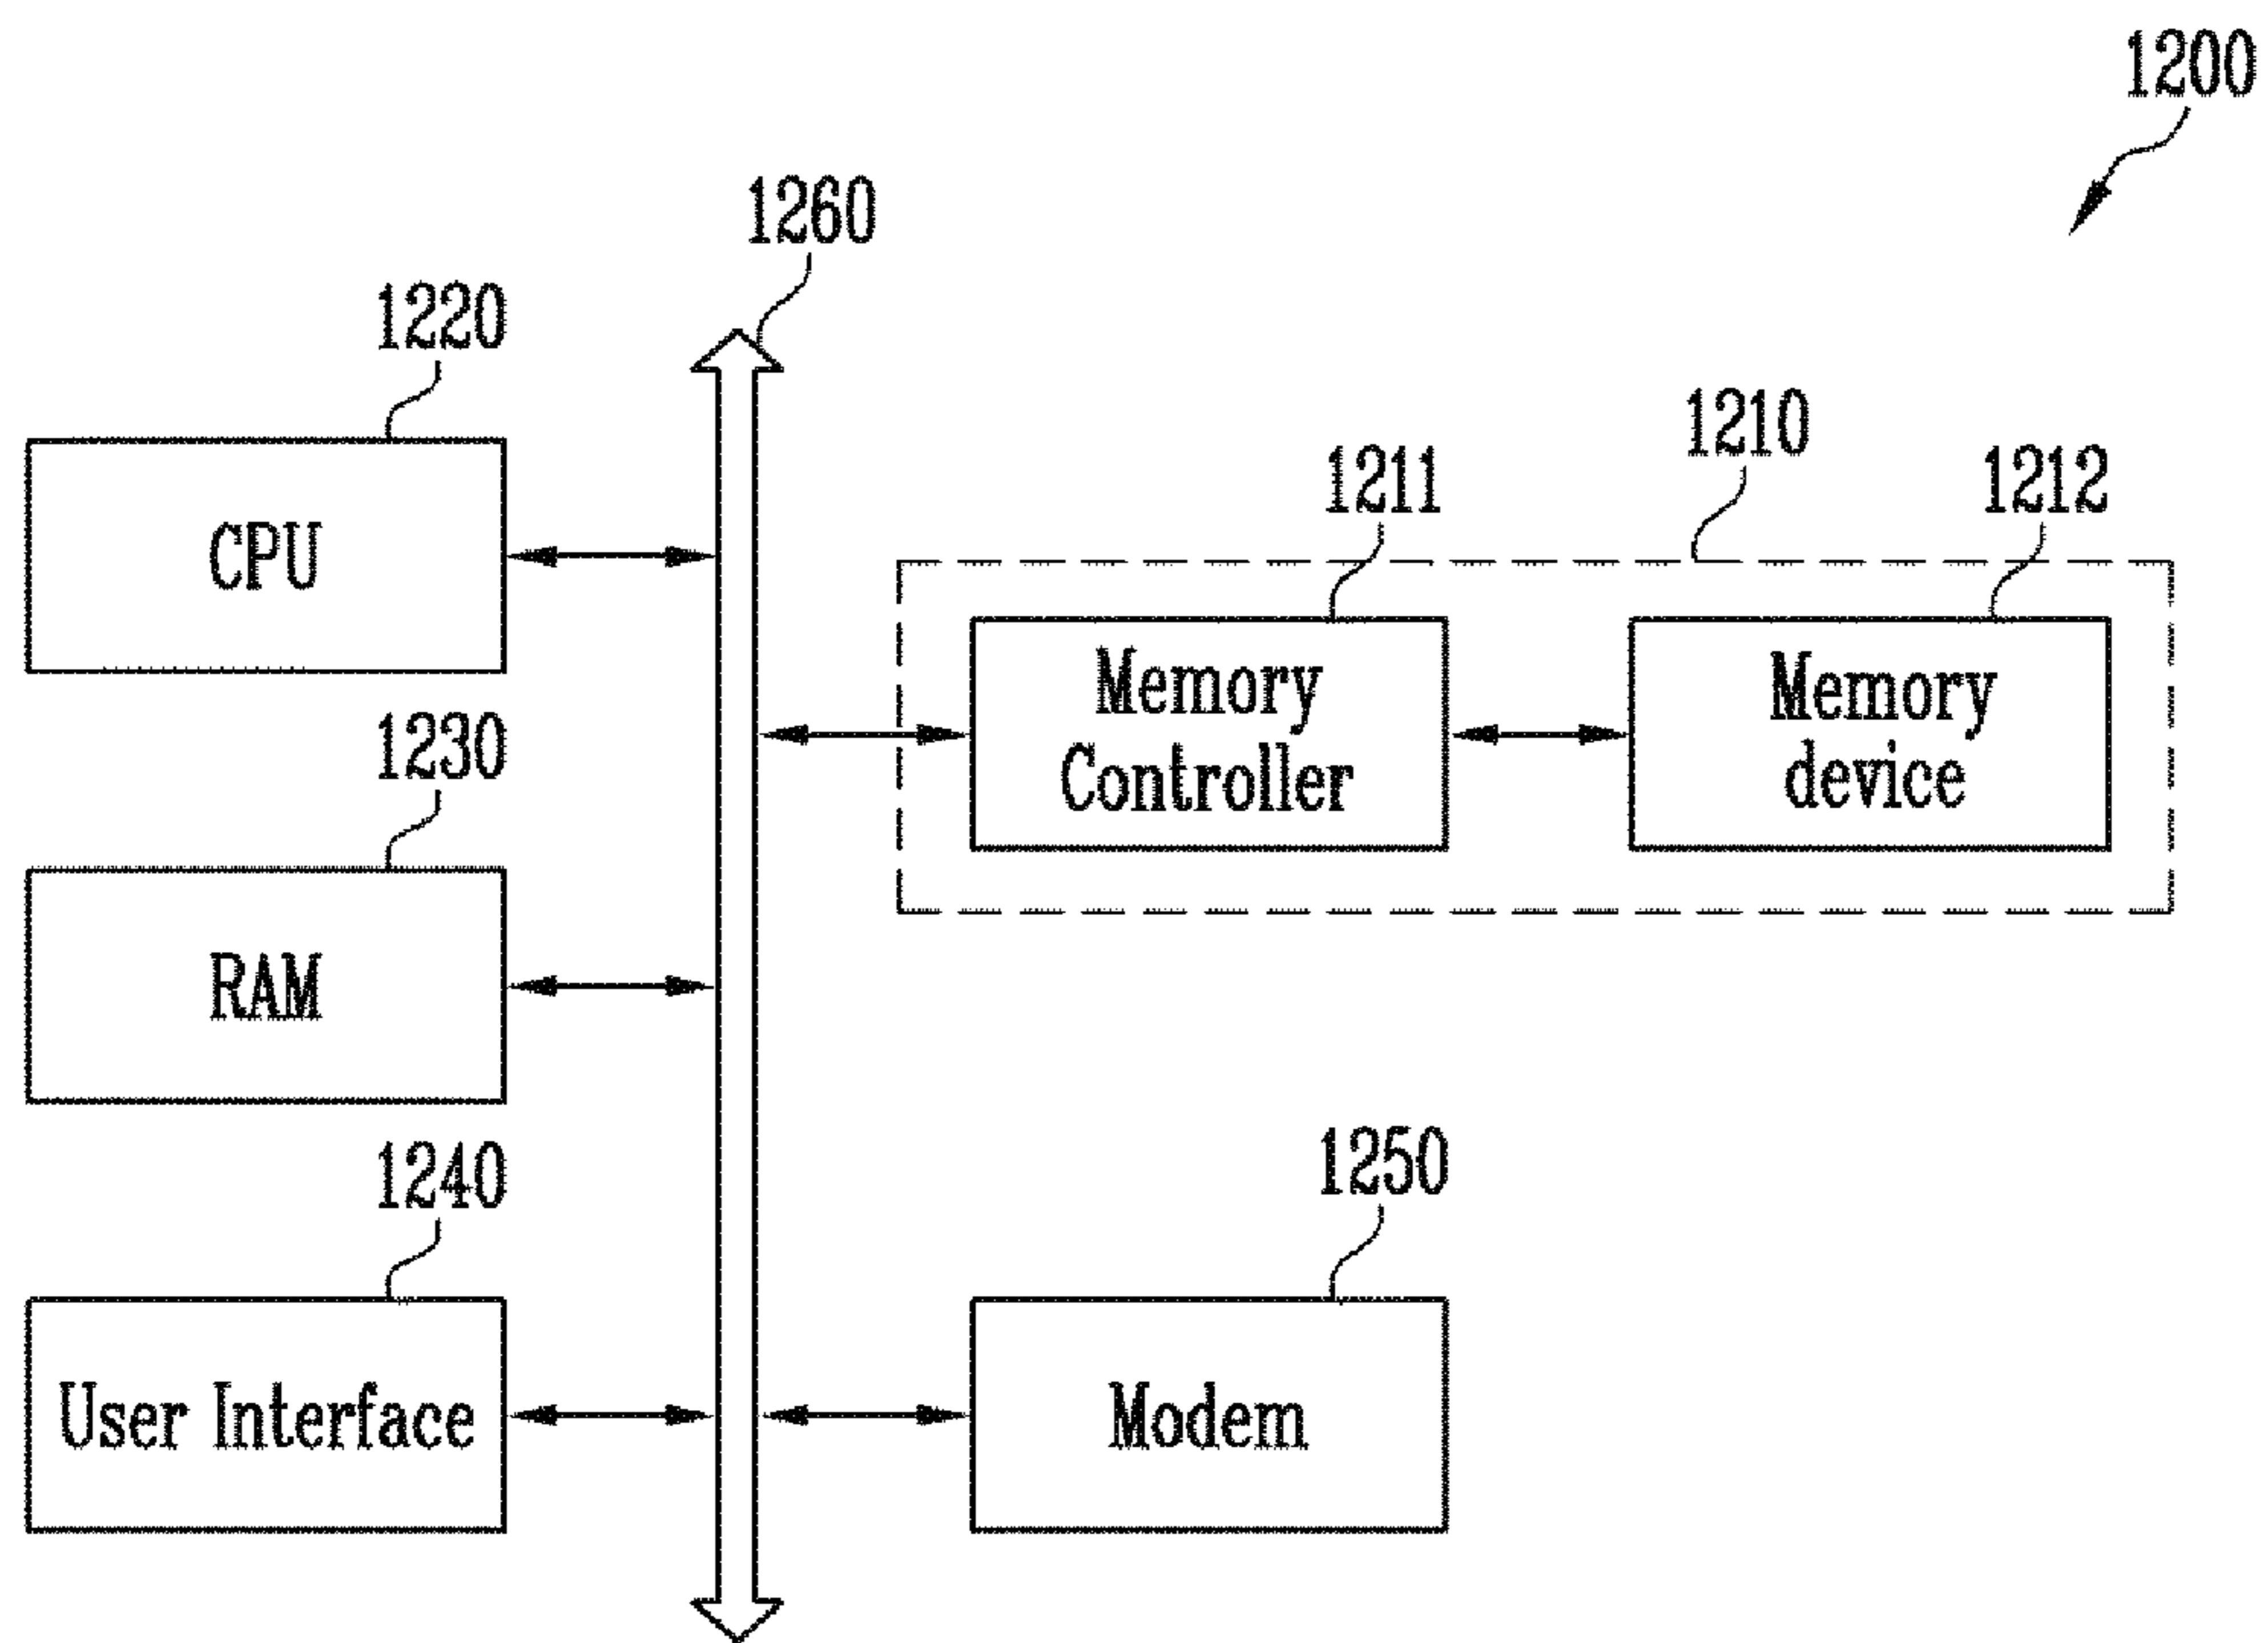 1200
1260
1220
CPU
1210
1211
1212
Memory
Controller
Memory
device
1230
RAM
1240
User Interface
1250
Modem